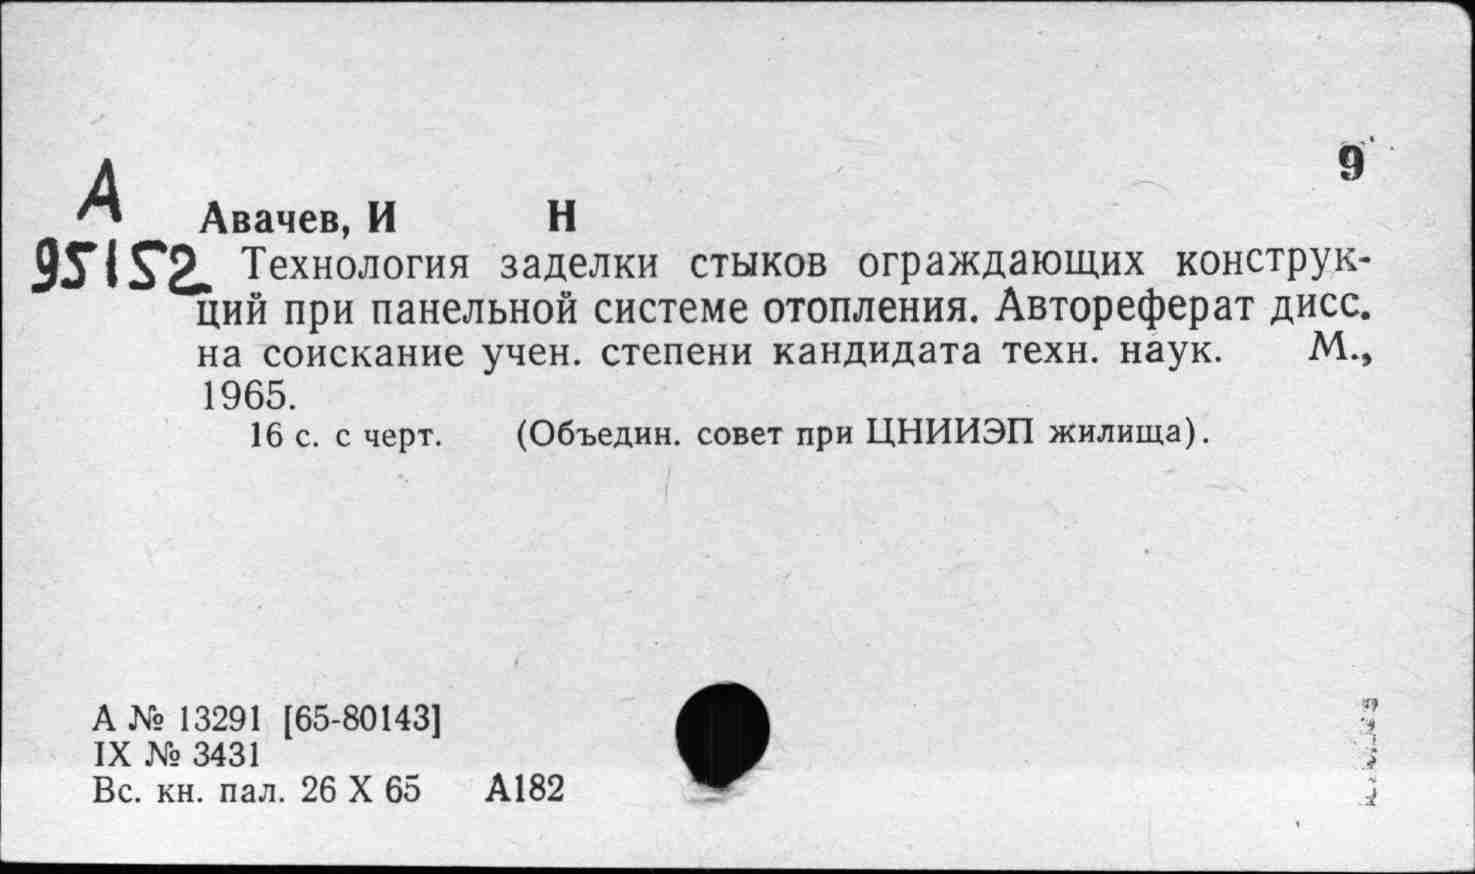 9
А
Авачев, И Н
95152
Технология заделки стыков ограждающих конструк-
ций при панельной системе отопления. Автореферат дисс.
на соискание учен. степени кандидата техн. наук. М.,
1965.
16 с. с черт. (Объедин. совет при ЦНИИЭП жилища).
А № 13291 [65-80143]
IX № 3431
Вс. кн. пал. 26 X 65 А182